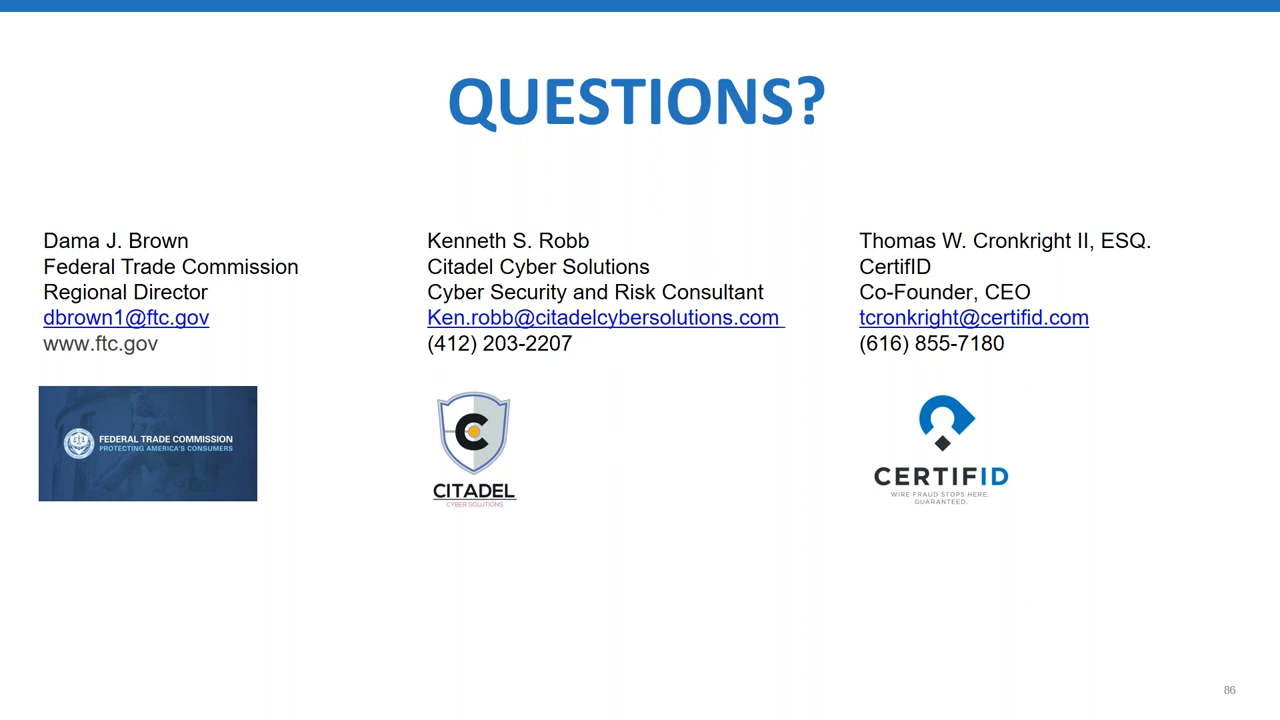 QUESTIONS?
Dama J. Brown
Federal Trade Commission
Regional Director
dbrown1@ftc.gov
www.ftc.gov
FEDERAL TRADE COMMISSION
PROTECTING AMERICA'S CONSUMERS
Kenneth S. Robb
Citadel Cyber Solutions
Cyber Security and Risk Consultant
Ken.robb@citadelcybersolutions.com
(412) 203-2207
C
CITADEL
CYBER SOLUTIONS
Thomas W. Cronkright II, ESQ.
CertifID
Co-Founder, CEO
tcronkright@certifid.com
(616) 855-7180
CERTIFID
WIRE FRAUD STOPS HERE.
GUARANTEED.
86